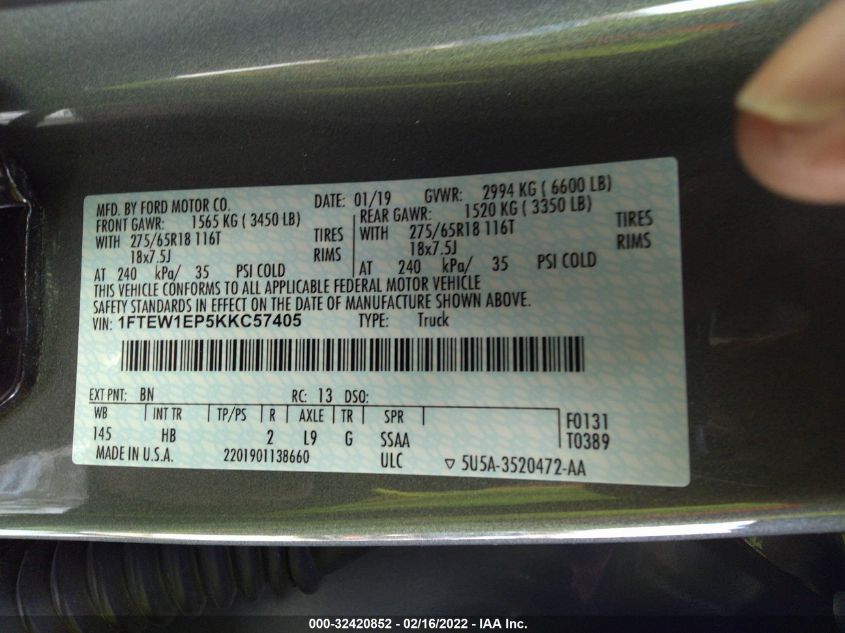 MFD. BY FORD MOTOR CO. DATE: 01/19 GVWR: 2994 KG ( 6600 LB)
FRONT GAWR: 1565 KG ( 3450 LB) REAR GAWR: 1520 KG ( 3350 LB)
WITH 275/65R18 116T TIRES WITH 275/65R18 116T TIRES
18x7.5J RIMS 18x7.5J RIMS
AT 240 kPa/ 35 PSI COLD AT 240 kPa/ 35 PSI COLD
THIS VEHICLE CONFORMS TO ALL APPLICABLE FEDERAL MOTOR VEHICLE
SAFETY STANDARDS IN EFFECT ON THE DATE OF MANUFACTURE SHOWN ABOVE.
VIN: 1FTEW1EP5KKC57405 TYPE: Truck
EXT PNT: BN RC: 13 DSO:
WB INT TR TP/PS R AXLE TR SPR F0131
145 HB 2 L9 G SSAA T0389
MADE IN U.S.A. 2201901138660 ULC ▽ 5U5A-3520472-AA
000-32420852 - 02/16/2022 - IAA Inc.